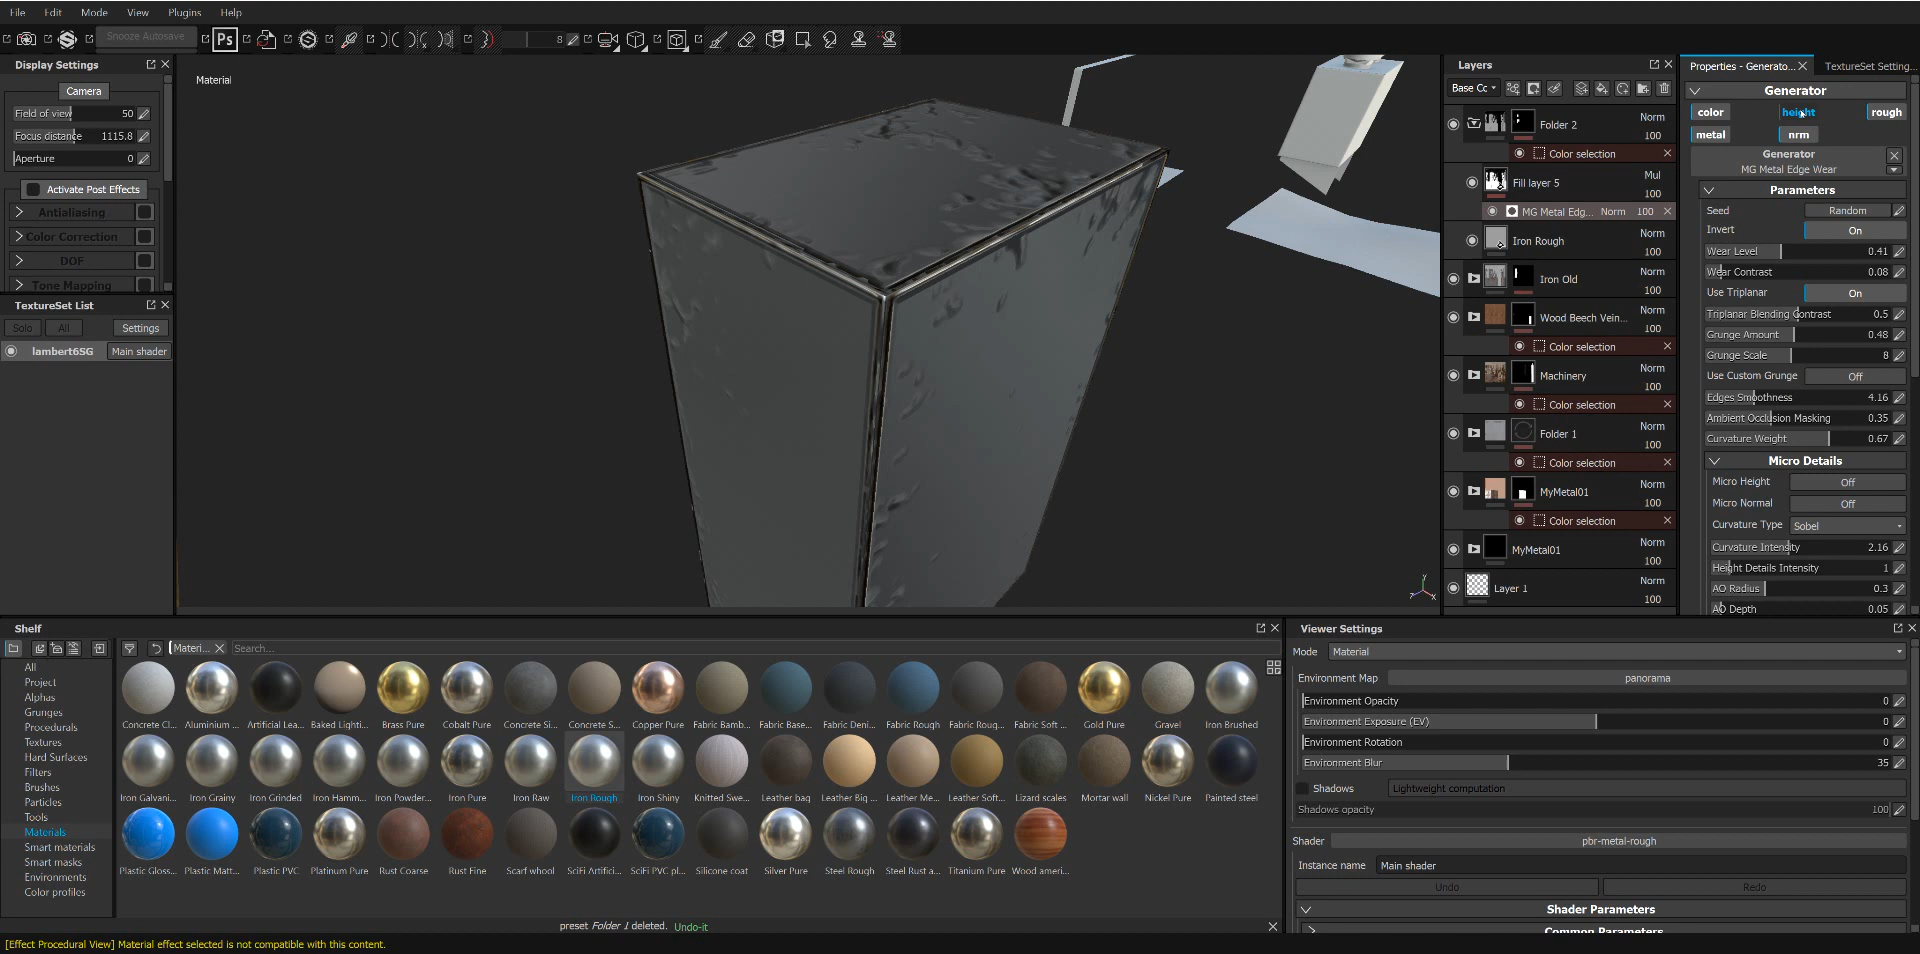 File Edit Mode View Plugins Help
Snooze Autosave Ps 8
Display Settings
Camera
Field of view 50
Focus distance 1115.8
Aperture 0
Activate Post Effects
Antialiasing
Color Correction
DOF
Tone Mapping
TextureSet List
Solo All Settings
lambert6SG Main shader
Material
Y
Z X
Layers
Base Cc
Folder 2 Norm 100
Color selection
Fill layer 5 Mul 100
MG Metal Edg... Norm 100
Iron Rough Norm 100
Iron Old Norm 100
Wood Beech Vein... Norm 100
Color selection
Machinery Norm 100
Color selection
Folder 1 Norm 100
Color selection
MyMetal01 Norm 100
Color selection
MyMetal01 Norm 100
Layer 1 Norm 100
Properties - Generato... TextureSet Setting...
Generator
color height rough
metal nrm
Generator
MG Metal Edge Wear
Parameters
Seed Random
Invert On
Wear Level 0.41
Wear Contrast 0.08
Use Triplanar On
Triplanar Blending Contrast 0.5
Grunge Amount 0.48
Grunge Scale 8
Use Custom Grunge Off
Edges Smoothness 4.16
Ambient Occlusion Masking 0.35
Curvature Weight 0.67
Micro Details
Micro Height Off
Micro Normal Off
Curvature Type Sobel
Curvature Intensity 2.16
Height Details Intensity 1
AO Radius 0.3
AO Depth 0.05
Shelf
Materi... Search...
All
Project
Alphas
Grunges
Procedurals
Textures
Hard Surfaces
Filters
Brushes
Particles
Tools
Materials
Smart materials
Smart masks
Environments
Color profiles
Concrete Cl... Aluminium ... Artificial Lea... Baked Lighti... Brass Pure Cobalt Pure Concrete Si... Concrete S... Copper Pure Fabric Bamb... Fabric Base... Fabric Deni... Fabric Rough Fabric Roug... Fabric Soft ... Gold Pure Gravel Iron Brushed
Iron Galvani... Iron Grainy Iron Grinded Iron Hamm... Iron Powder... Iron Pure Iron Raw Iron Rough Iron Shiny Knitted Swe... Leather bag Leather Big ... Leather Me... Leather Soft... Lizard scales Mortar wall Nickel Pure Painted steel
Plastic Gloss... Plastic Matt... Plastic PVC Platinum Pure Rust Coarse Rust Fine Scarf whool SciFi Artifici... SciFi PVC pl... Silicone coat Silver Pure Steel Rough Steel Rust a... Titanium Pure Wood ameri...
preset Folder 1 deleted. Undo-it
[Effect Procedural View] Material effect selected is not compatible with this content.
Viewer Settings
Mode Material
Environment Map panorama
Environment Opacity 0
Environment Exposure (EV) 0
Environment Rotation 0
Environment Blur 35
Shadows Lightweight computation
Shadows opacity 100
Shader pbr-metal-rough
Instance name Main shader
Undo Redo
Shader Parameters
Common Parameters